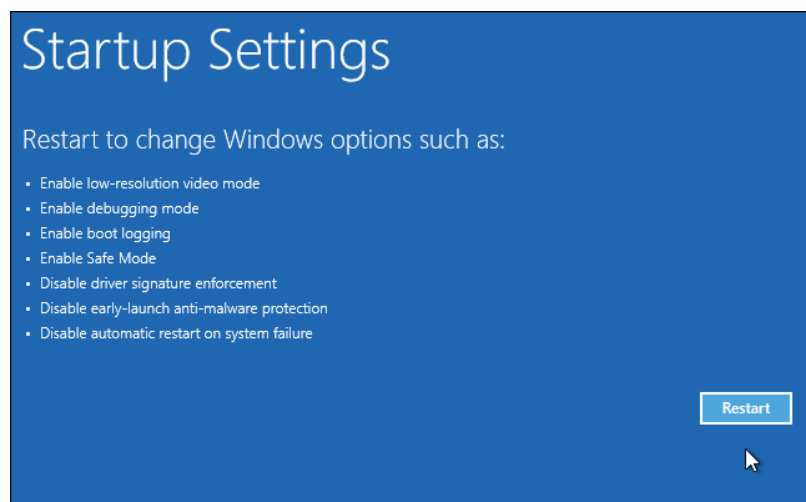 Startup Settings
Restart to change Windows options such as:
▪ Enable low-resolution video mode
▪ Enable debugging mode
▪ Enable boot logging
▪ Enable Safe Mode
▪ Disable driver signature enforcement
▪ Disable early-launch anti-malware protection
▪ Disable automatic restart on system failure
Restart